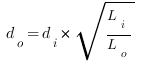 d_o = d_i × √(L_i / L_o)